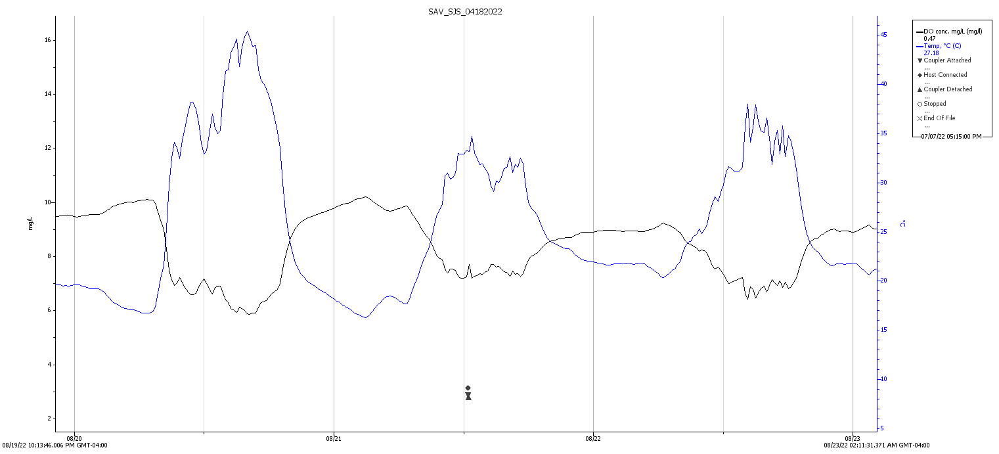 SAV_SJS_04182022
16
14
12
10
8
6
4
2
mg/L
45
40
35
30
25
20
15
10
5
°C
08/20
08/21
08/22
08/23
08/19/22 10:13:46.006 PM GMT-04:00
08/23/22 02:11:31.371 AM GMT-04:00
DO conc, mg/L (mg/l)
0.47
Temp, °C (C)
27.18
Coupler Attached
...
Host Connected
...
Coupler Detached
...
Stopped
...
End Of File
...
07/07/22 05:15:00 PM